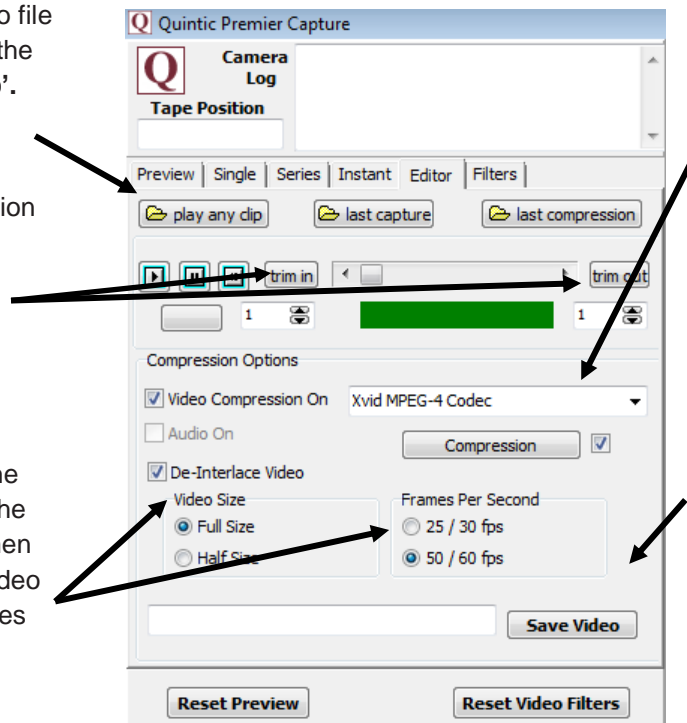 o file
the
o’.
ion
ne
he
hen
ideo
es
Quintic Premier Capture
Q
Camera
Log
Tape Position
Preview Single Series Instant Editor Filters
play any clip last capture last compression
trim in trim out
1 1
Compression Options
Video Compression On Xvid MPEG-4 Codec
Audio On Compression
De-Interlace Video
Video Size Frames Per Second
Full Size 25 / 30 fps
Half Size 50 / 60 fps
Save Video
Reset Preview Reset Video Filters